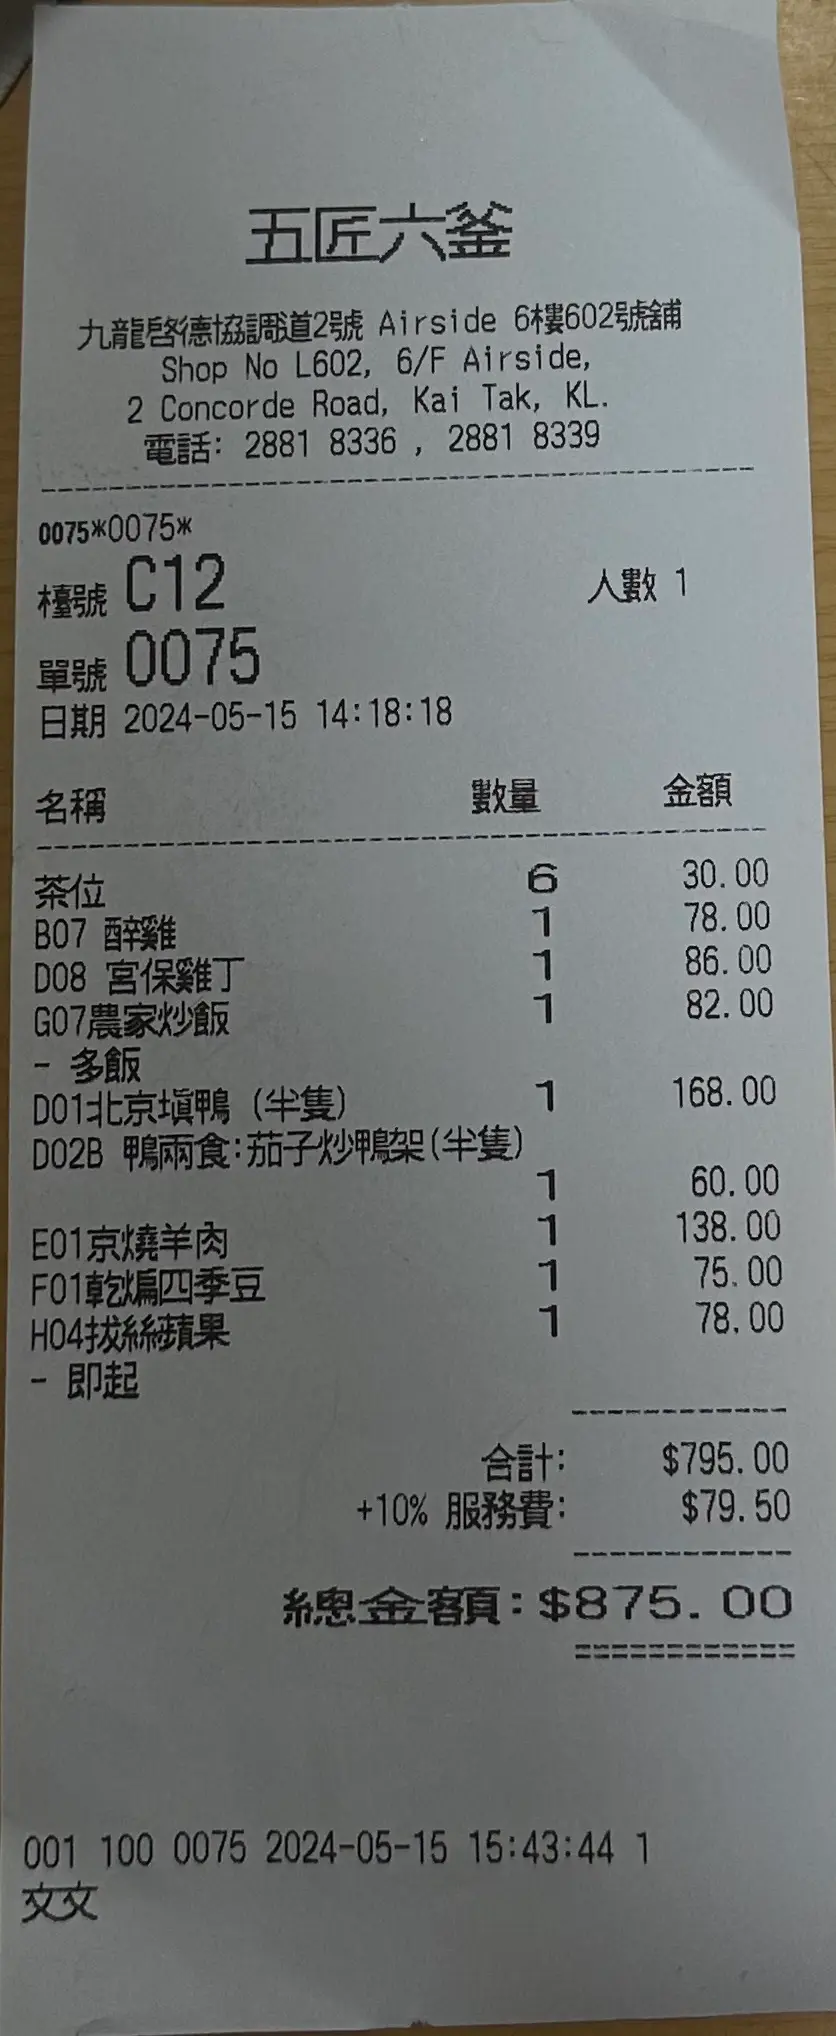 五匠六釜
九龍啓德協調道2號 Airside 6樓602號舖
Shop No L602, 6/F Airside,
2 Concorde Road, Kai Tak, KL.
電話: 2881 8336 , 2881 8339
0075*0075*
檯號 C12 人數 1
單號 0075
日期 2024-05-15 14:18:18
名稱 數量 金額
茶位 6 30.00
B07 醉雞 1 78.00
D08 宮保雞丁 1 86.00
G07農家炒飯 1 82.00
- 多飯
D01北京填鴨 (半隻) 1 168.00
D02B 鴨兩食:茄子炒鴨架(半隻)
1 60.00
E01京燒羊肉 1 138.00
F01乾煸四季豆 1 75.00
H04拔絲蘋果 1 78.00
- 即起
合計: $795.00
+10% 服務費: $79.50
總金額:$875.00
001 100 0075 2024-05-15 15:43:44 1
文文